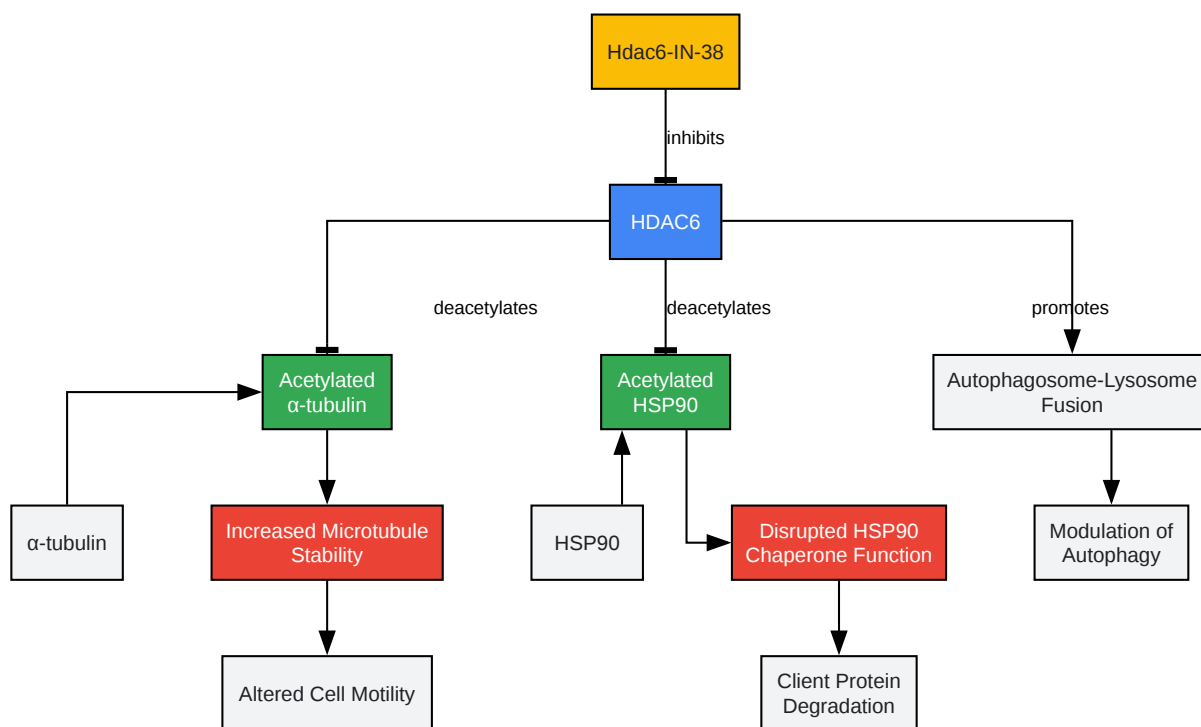 Hdac6-IN-38
inhibits
HDAC6
deacetylates
deacetylates
promotes
Acetylated
α-tubulin
Acetylated
HSP90
Autophagosome-Lysosome
Fusion
α-tubulin
Increased Microtubule
Stability
HSP90
Disrupted HSP90
Chaperone Function
Modulation of
Autophagy
Altered Cell Motility
Client Protein
Degradation